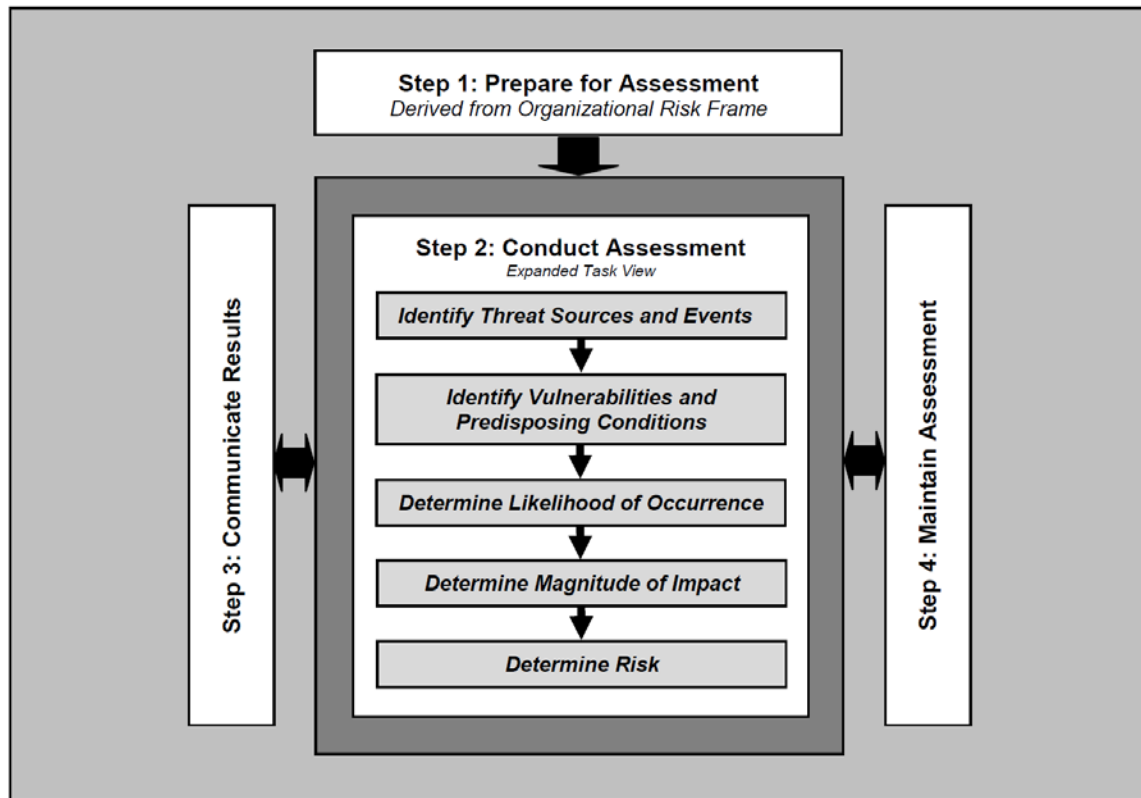 Step 1: Prepare for Assessment
Derived from Organizational Risk Frame
Step 2: Conduct Assessment
Expanded Task View
Identify Threat Sources and Events
Identify Vulnerabilities and
Predisposing Conditions
Determine Likelihood of Occurrence
Determine Magnitude of Impact
Determine Risk
Step 3: Communicate Results
Step 4: Maintain Assessment